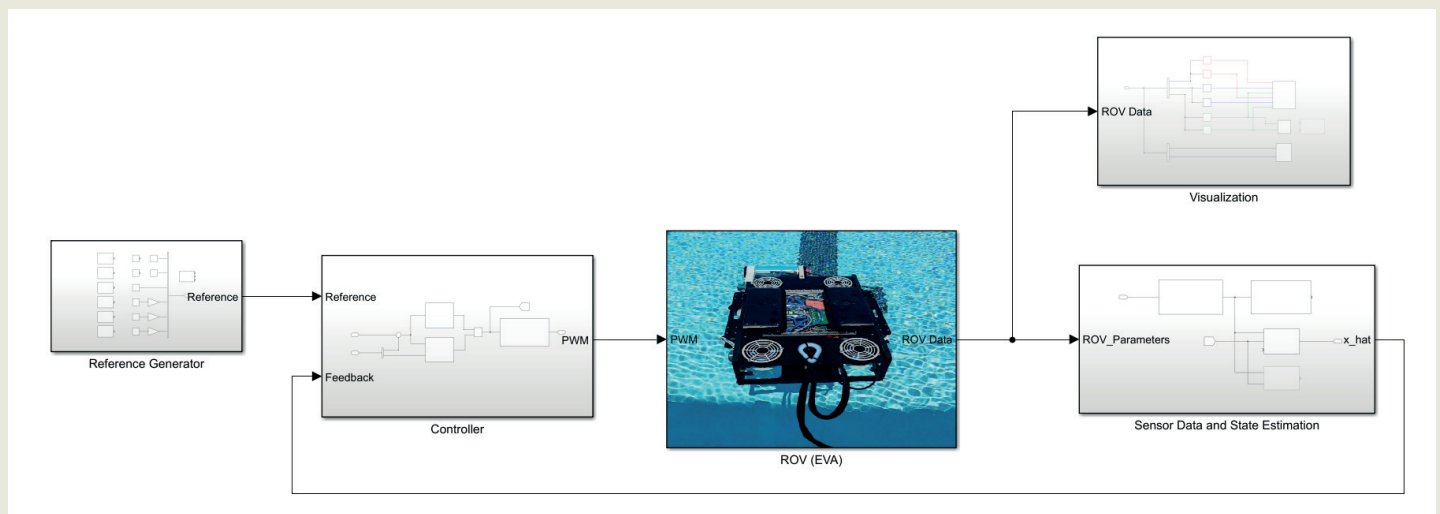 ROV Data
Visualization
Reference
Reference Generator
Reference
Feedback
PWM
Controller
PWM
ROV Data
ROV (EVA)
ROV_Parameters
x_hat
Sensor Data and State Estimation